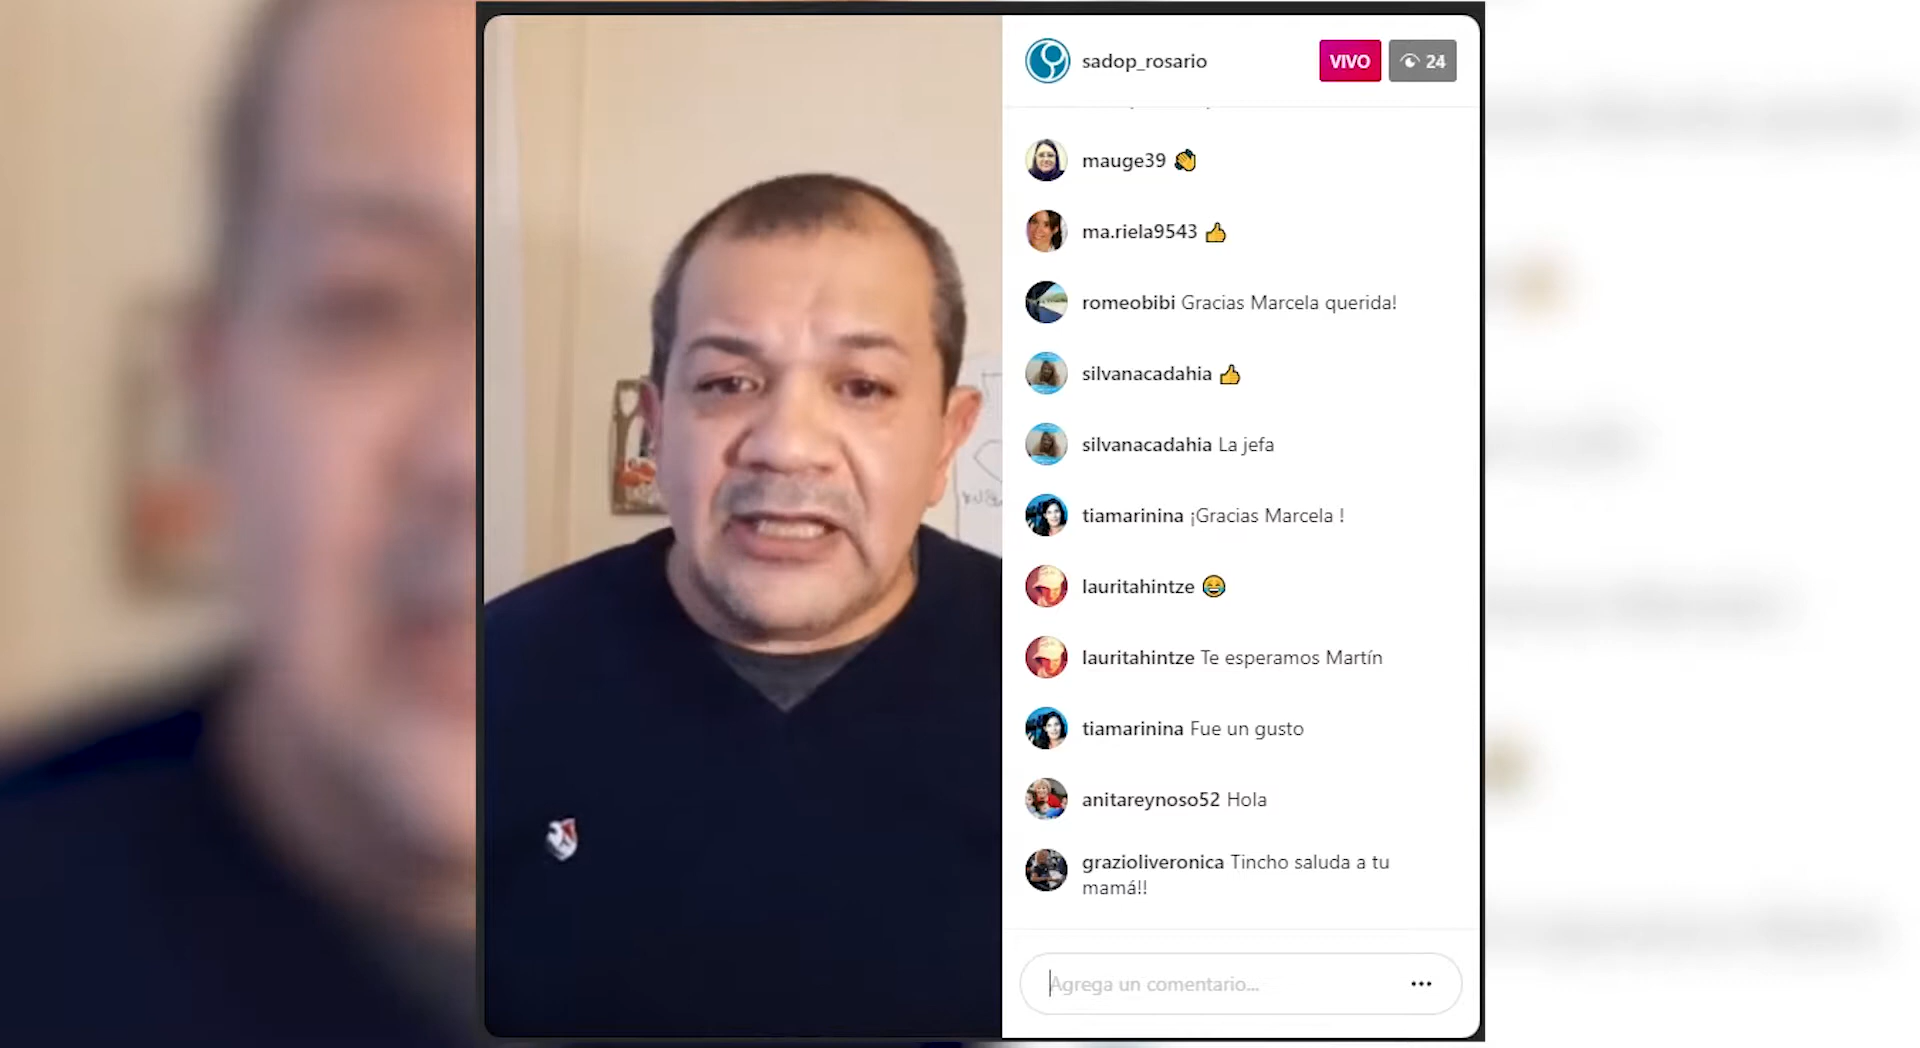 sadop_rosario
VIVO
24
mauge39 👏
ma.riela9543 👍
romeobibi Gracias Marcela querida!
silvanacadahia 👍
silvanacadahia La jefa
tiamarinina ¡Gracias Marcela !
lauritahintze 😂
lauritahintze Te esperamos Martín
tiamarinina Fue un gusto
anitareynoso52 Hola
grazioliveronica Tincho saluda a tu
mamá!!
Agrega un comentario...